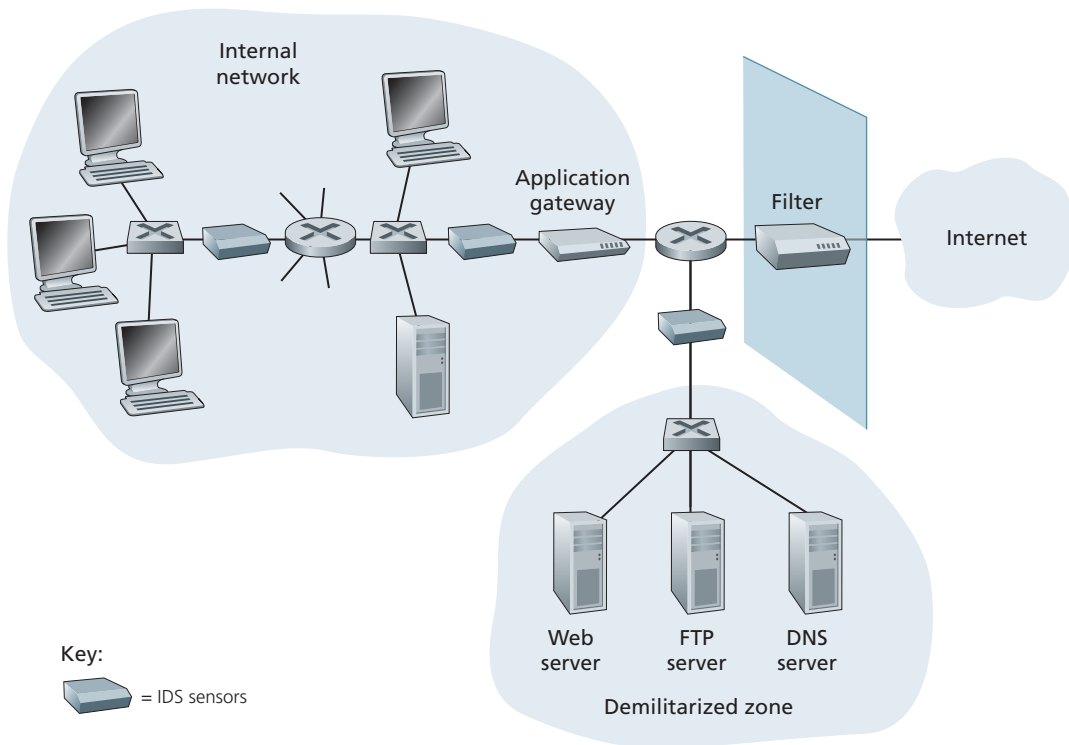 Internal
network
Application
gateway
Filter
Internet
Web
server
FTP
server
DNS
server
Demilitarized zone
Key:
= IDS sensors